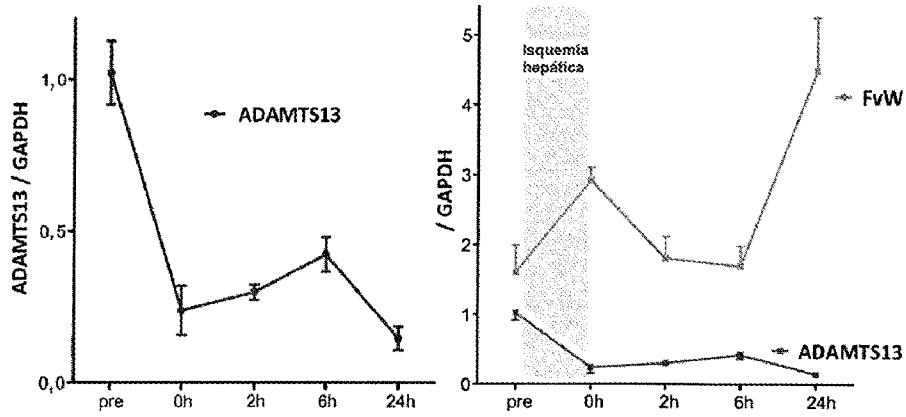 ADAMTS13 / GAPDH
1,0
0,5
0,0
ADAMTS13
pre 0h 2h 6h 24h
/ GAPDH
5
4
3
2
1
0
Isquemia
hepática
FvW
ADAMTS13
pre 0h 2h 6h 24h